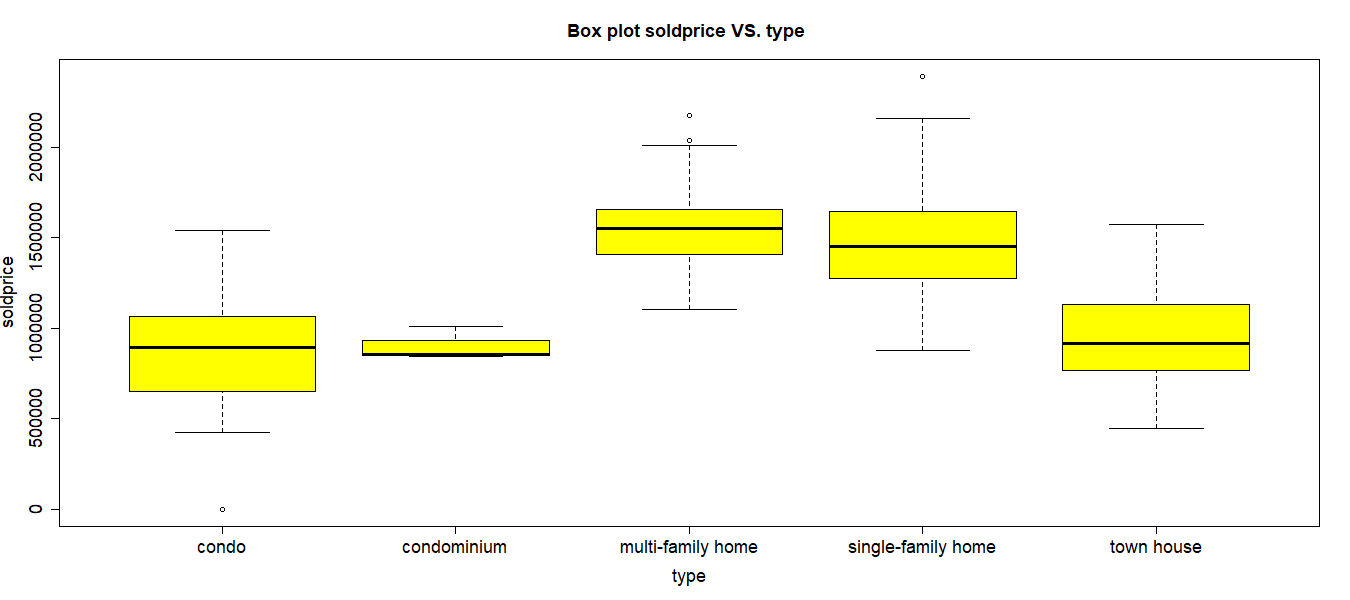 Box plot soldprice VS. type
soldprice
2000000
1500000
1000000
500000
0
condo condominium multi-family home single-family home town house
type